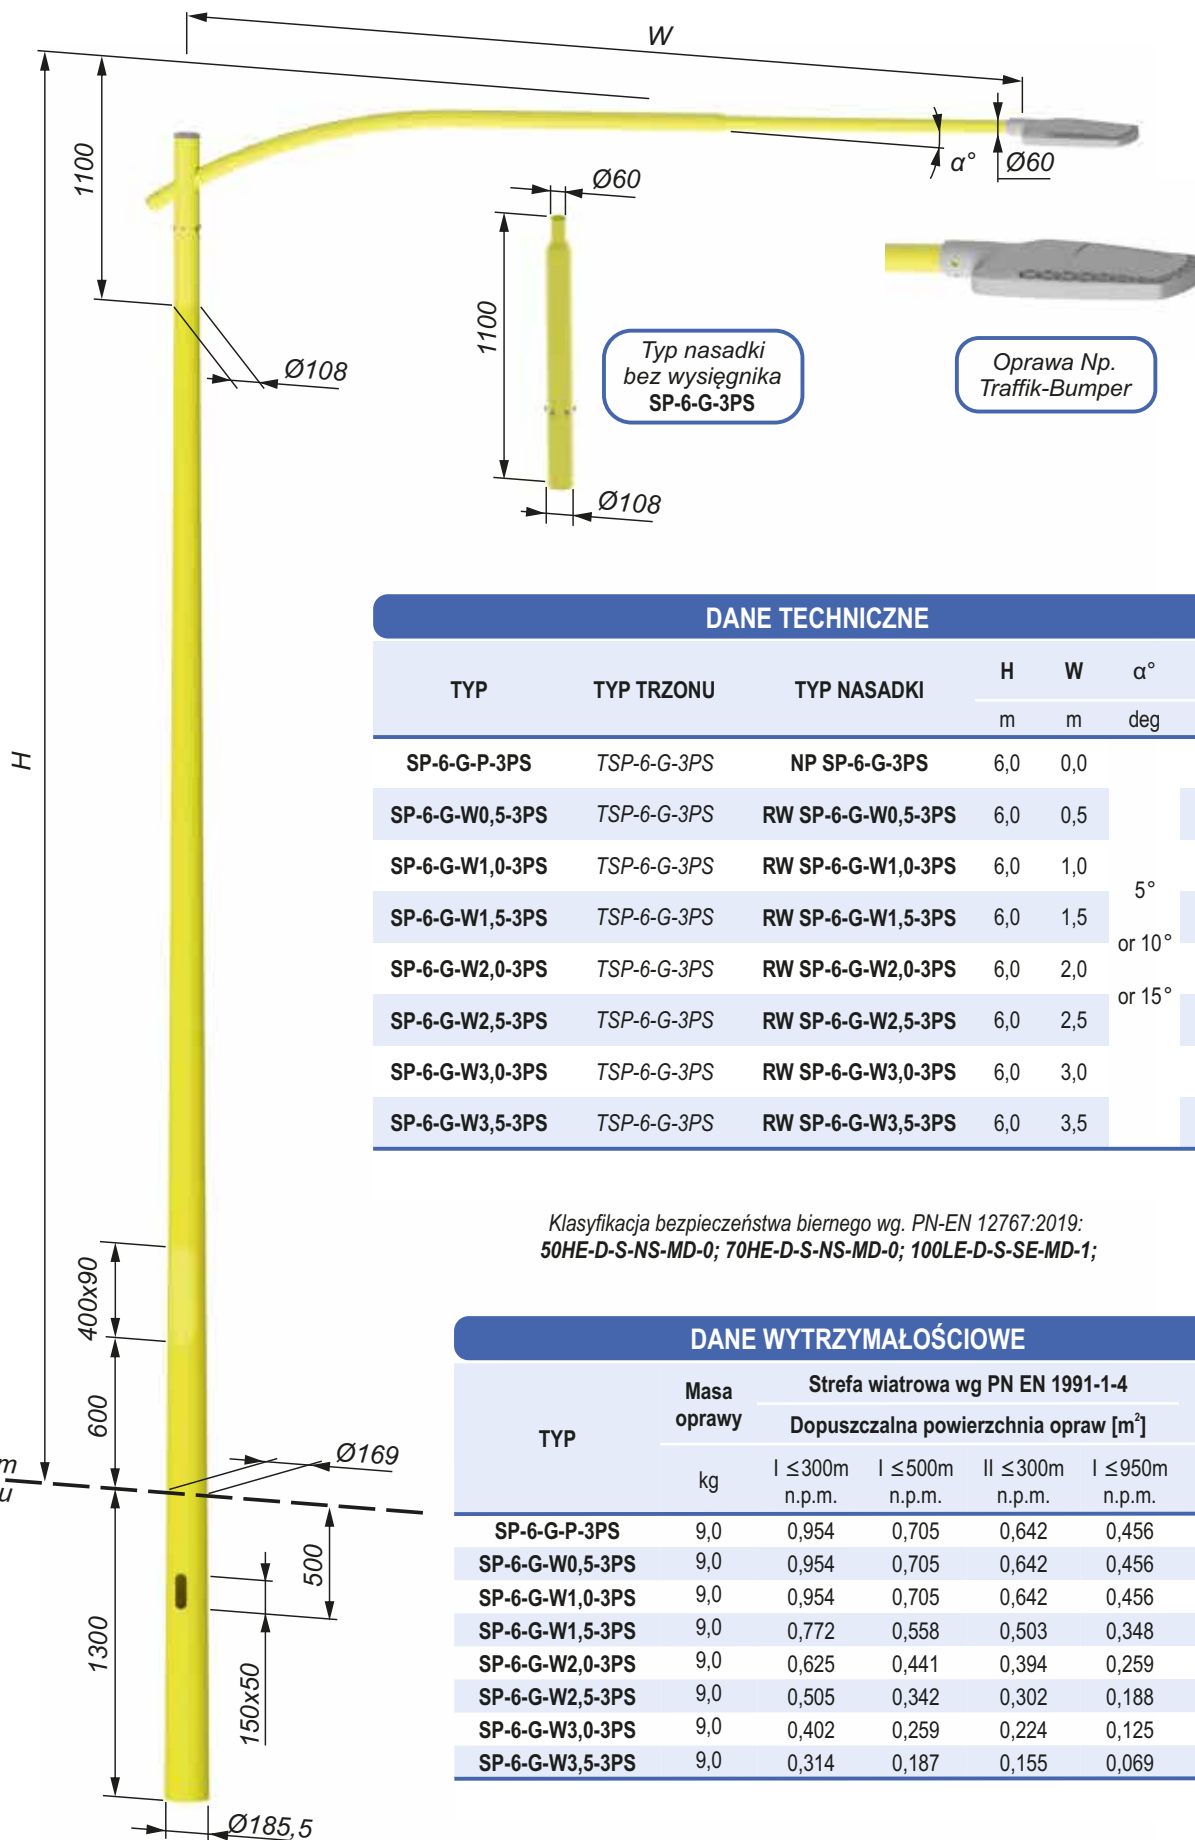 W
1100
α°
Ø60
Ø60
1100
Typ nasadki
bez wysięgnika
SP-6-G-3PS
Oprawa Np.
Traffik-Bumper
Ø108
Ø108
H
DANE TECHNICZNE
TYP TYP TRZONU TYP NASADKI H W α°
m m deg
SP-6-G-P-3PS TSP-6-G-3PS NP SP-6-G-3PS 6,0 0,0
SP-6-G-W0,5-3PS TSP-6-G-3PS RW SP-6-G-W0,5-3PS 6,0 0,5
SP-6-G-W1,0-3PS TSP-6-G-3PS RW SP-6-G-W1,0-3PS 6,0 1,0
5°
SP-6-G-W1,5-3PS TSP-6-G-3PS RW SP-6-G-W1,5-3PS 6,0 1,5
or 10°
SP-6-G-W2,0-3PS TSP-6-G-3PS RW SP-6-G-W2,0-3PS 6,0 2,0
or 15°
SP-6-G-W2,5-3PS TSP-6-G-3PS RW SP-6-G-W2,5-3PS 6,0 2,5
SP-6-G-W3,0-3PS TSP-6-G-3PS RW SP-6-G-W3,0-3PS 6,0 3,0
SP-6-G-W3,5-3PS TSP-6-G-3PS RW SP-6-G-W3,5-3PS 6,0 3,5
Klasyfikacja bezpieczeństwa biernego wg. PN-EN 12767:2019:
50HE-D-S-NS-MD-0; 70HE-D-S-NS-MD-0; 100LE-D-S-SE-MD-1;
400x90
600
Ø169
500
1300
150x50
Ø185,5
DANE WYTRZYMAŁOŚCIOWE
TYP Masa oprawy Strefa wiatrowa wg PN EN 1991-1-4
Dopuszczalna powierzchnia opraw [m²]
kg I ≤300m n.p.m. I ≤500m n.p.m. II ≤300m n.p.m. I ≤950m n.p.m.
SP-6-G-P-3PS 9,0 0,954 0,705 0,642 0,456
SP-6-G-W0,5-3PS 9,0 0,954 0,705 0,642 0,456
SP-6-G-W1,0-3PS 9,0 0,954 0,705 0,642 0,456
SP-6-G-W1,5-3PS 9,0 0,772 0,558 0,503 0,348
SP-6-G-W2,0-3PS 9,0 0,625 0,441 0,394 0,259
SP-6-G-W2,5-3PS 9,0 0,505 0,342 0,302 0,188
SP-6-G-W3,0-3PS 9,0 0,402 0,259 0,224 0,125
SP-6-G-W3,5-3PS 9,0 0,314 0,187 0,155 0,069